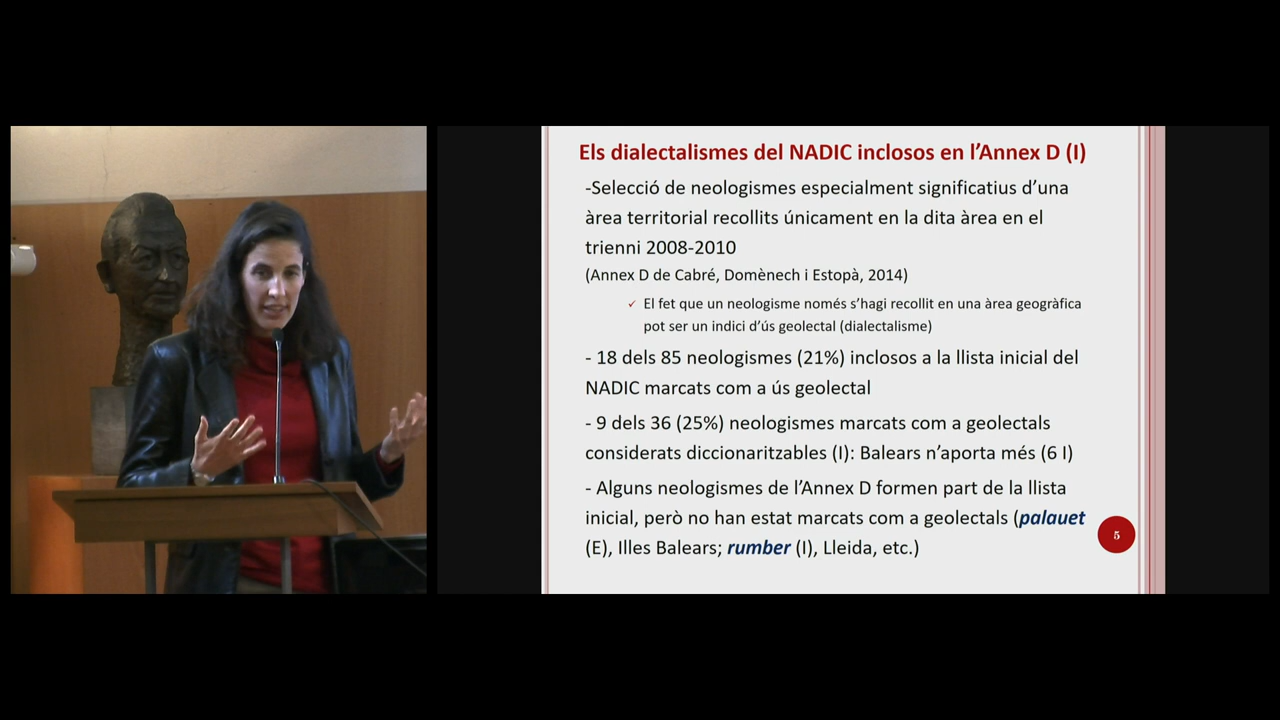 Els dialectalismes del NADIC inclosos en l’Annex D (I)
-Selecció de neologismes especialment significatius d’una
àrea territorial recollits únicament en la dita àrea en el
trienni 2008-2010
(Annex D de Cabré, Domènech i Estopà, 2014)
✓ El fet que un neologisme només s’hagi recollit en una àrea geogràfica
pot ser un indici d’ús geolectal (dialectalisme)
- 18 dels 85 neologismes (21%) inclosos a la llista inicial del
NADIC marcats com a ús geolectal
- 9 dels 36 (25%) neologismes marcats com a geolectals
considerats diccionaritzables (I): Balears n’aporta més (6 I)
- Alguns neologismes de l’Annex D formen part de la llista
inicial, però no han estat marcats com a geolectals (palauet
(E), Illes Balears; rumber (I), Lleida, etc.)
5